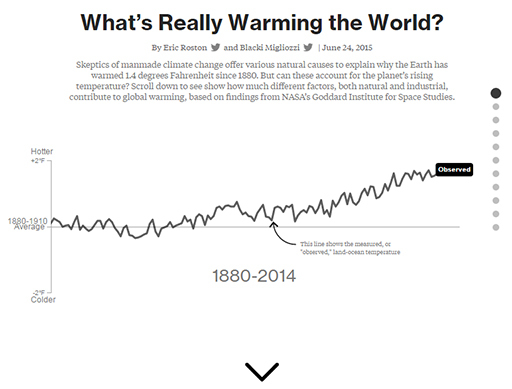 What's Really Warming the World?
By Eric Roston and Blacki Migliozzi | June 24, 2015
Skeptics of manmade climate change offer various natural causes to explain why the Earth has
warmed 1.4 degrees Fahrenheit since 1880. But can these account for the planet's rising
temperature? Scroll down to see how much different factors, both natural and industrial,
contribute to global warming, based on findings from NASA's Goddard Institute for Space Studies.
Hotter
+2°F
Observed
1880-1910
Average
This line shows the measured, or
"observed," land-ocean temperature
1880-2014
-2°F
Colder